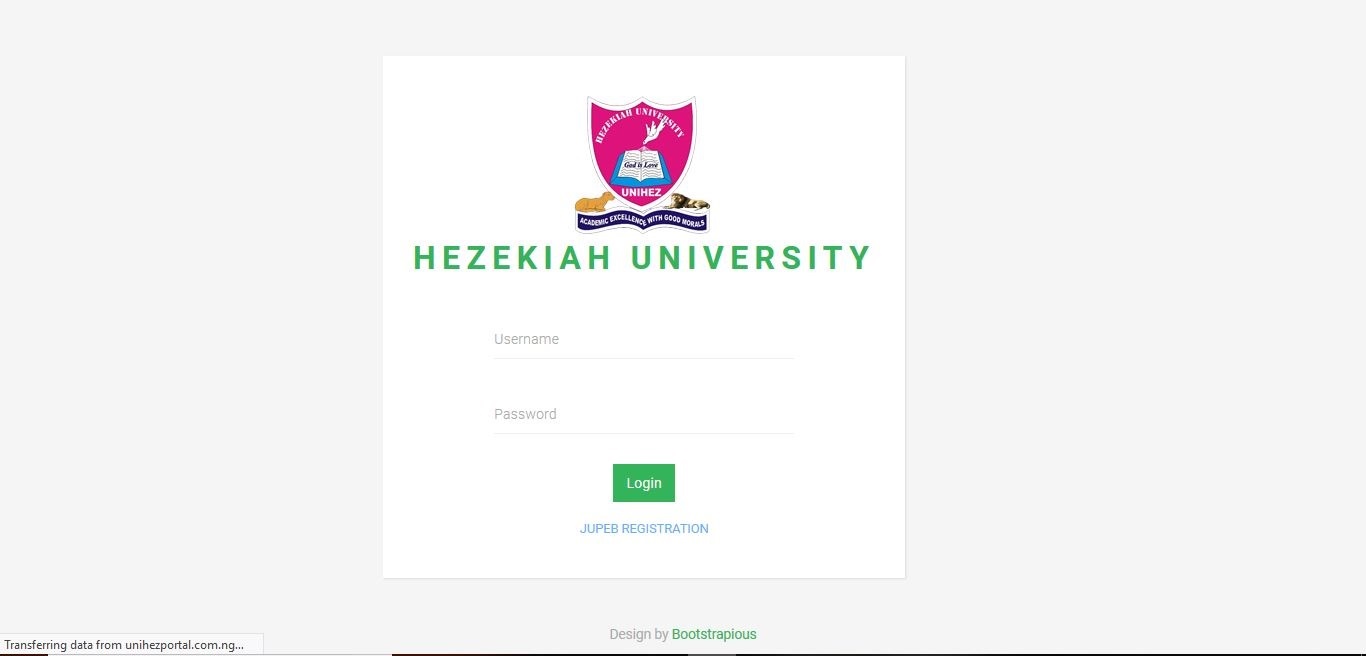 HEZEKIAH UNIVERSITY
God is Love
UNIHEZ
ACADEMIC EXCELLENCE WITH GOOD MORALS
HEZEKIAH UNIVERSITY
Username
Password
Login
JUPEB REGISTRATION
Design by Bootstrapious
Transferring data from unihezportal.com.ng...